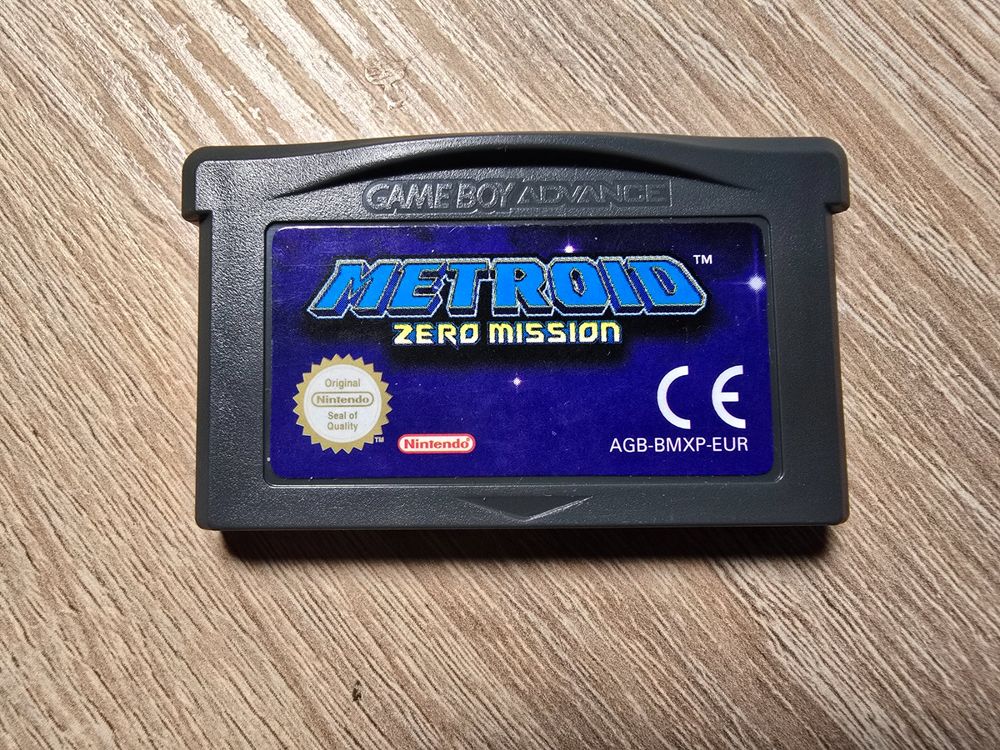 GAME BOY ADVANCE
METROID™
ZERO MISSION
Original
Nintendo
Seal of
Quality
TM
Nintendo
CE
AGB-BMXP-EUR